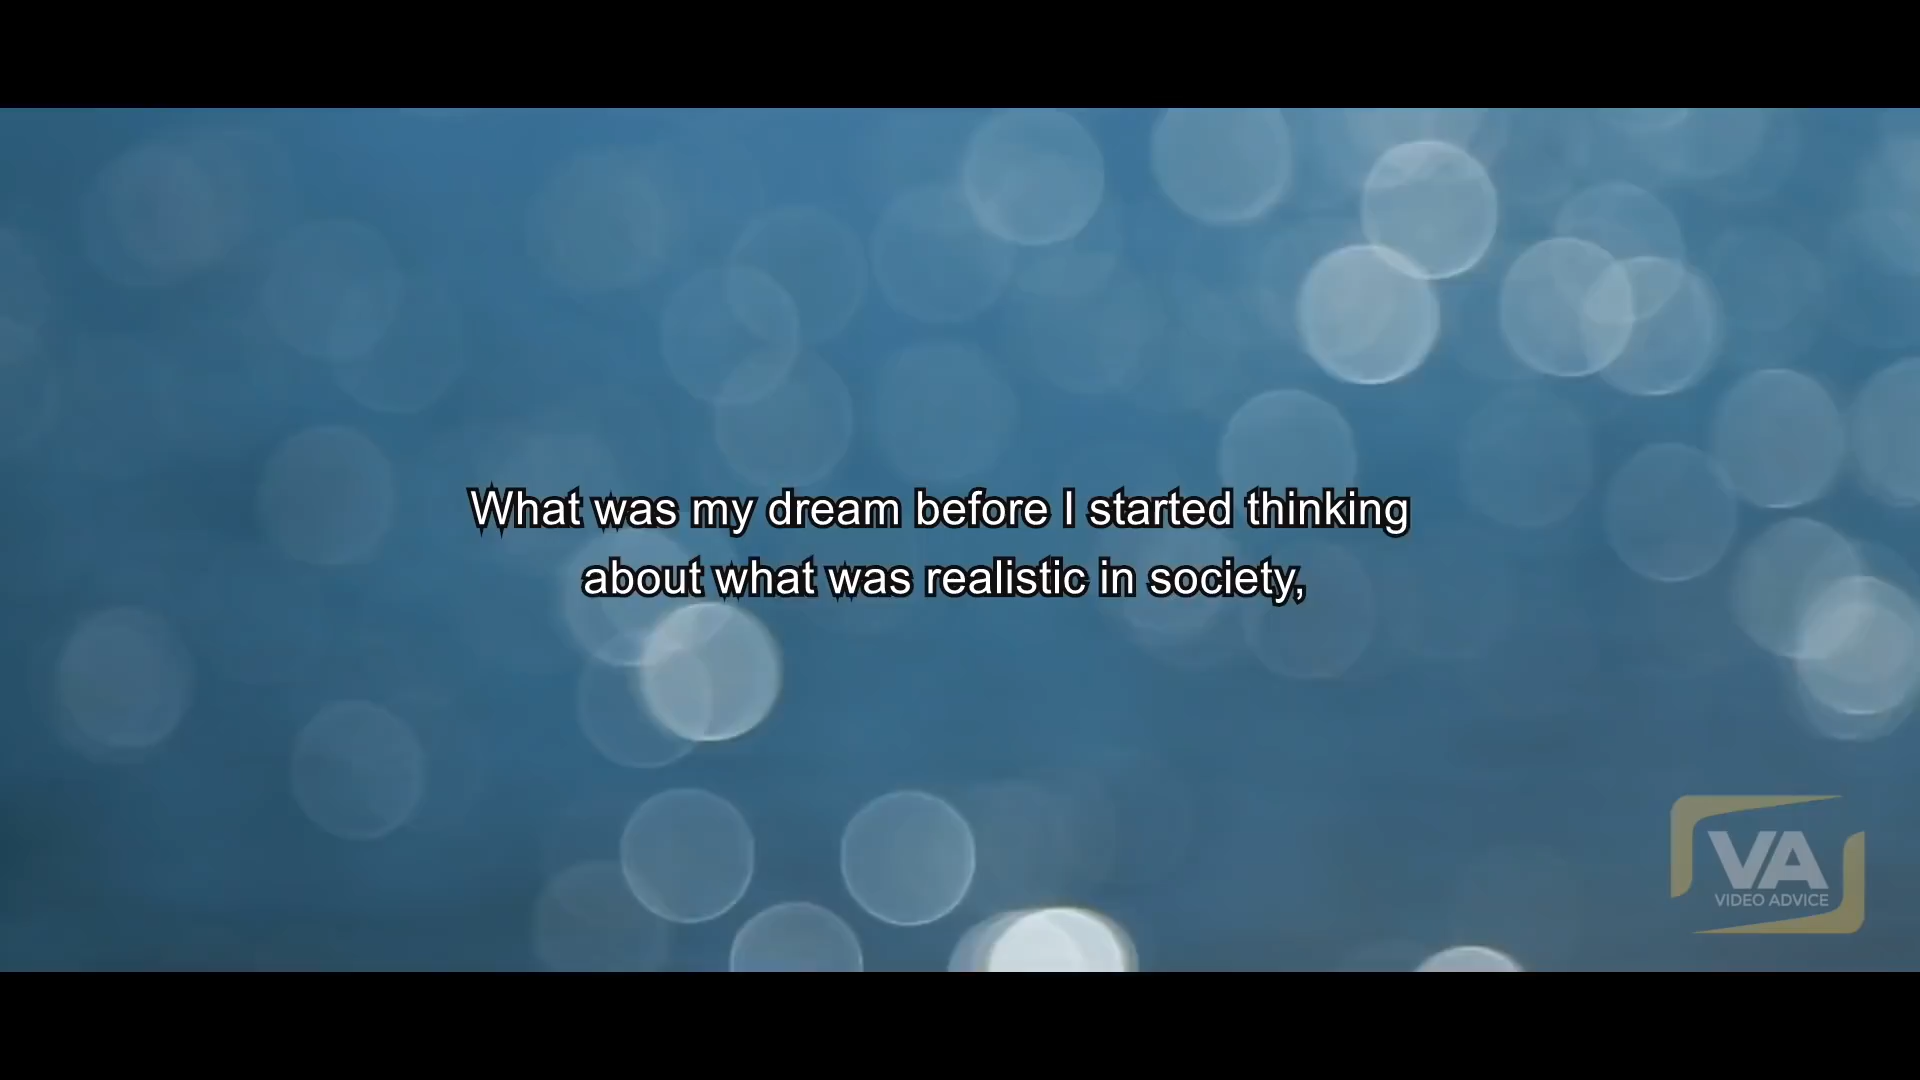 What was my dream before I started thinking
about what was realistic in society,
VA
VIDEO ADVICE